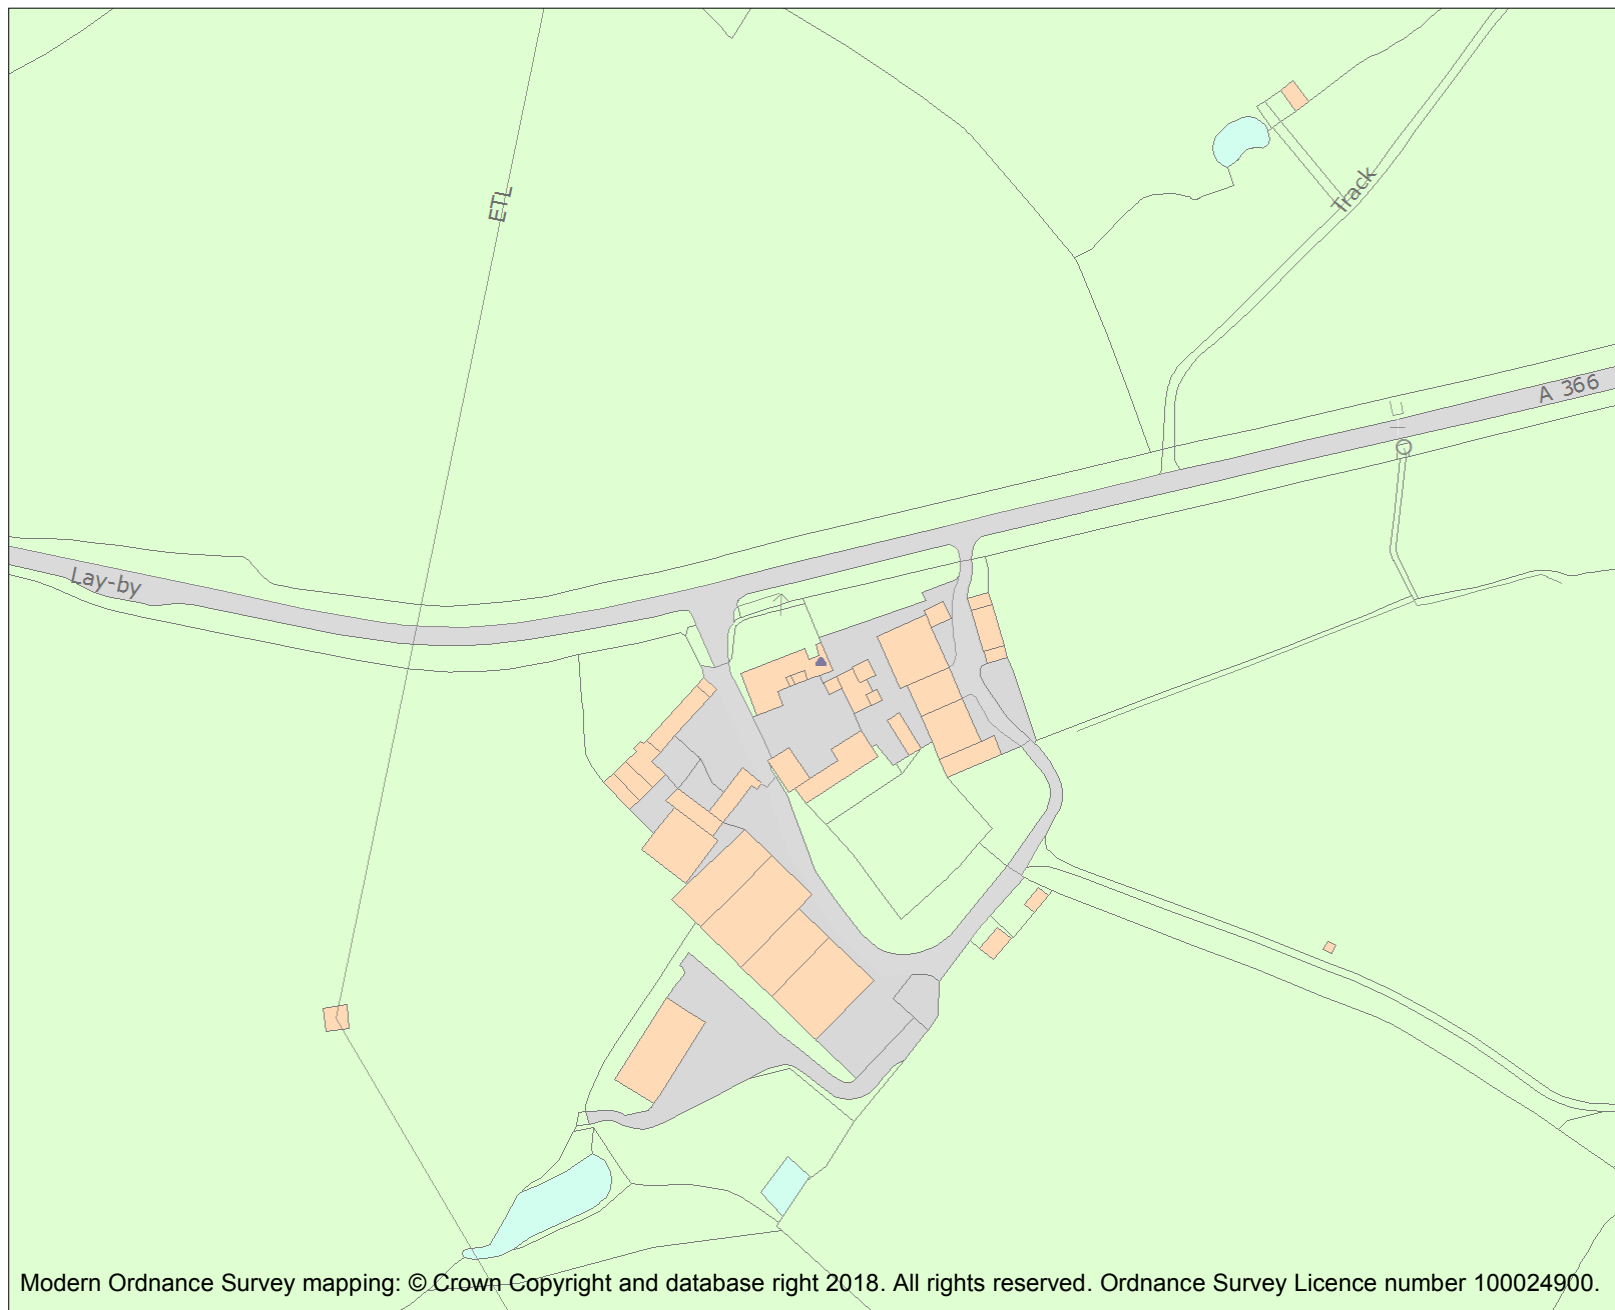 ETL
Track
A 366
Lay-by
Modern Ordnance Survey mapping: © Crown Copyright and database right 2018. All rights reserved. Ordnance Survey Licence number 100024900.